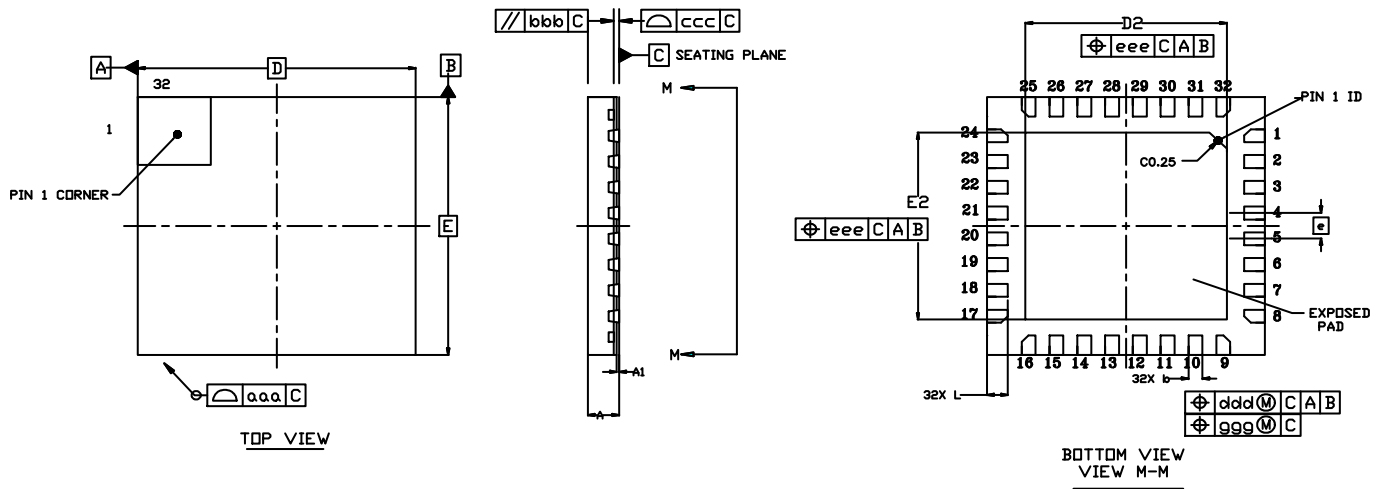 // bbb C
⌓ ccc C
C SEATING PLANE
A
D
B
32
1
PIN 1 CORNER
E
⌓ aaa C
TOP VIEW
M
M
A1
A
D2
⌖ eee C A B
25 26 27 28 29 30 31 32
PIN 1 ID
24
23
22
21
20
19
18
17
1
2
3
4
5
6
7
8
C0.25
E2
⌖ eee C A B
e
EXPOSED
PAD
16 15 14 13 12 11 10 9
32X b
32X L
⌖ ddd Ⓜ C A B
⌖ ggg Ⓜ C
BOTTOM VIEW
VIEW M-M